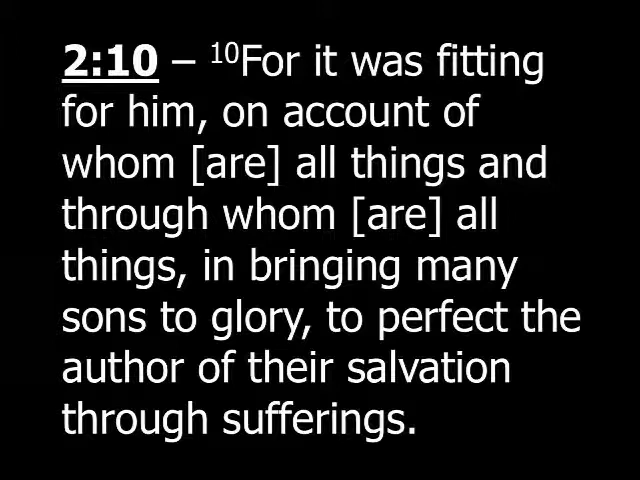 2:10 – ¹⁰For it was fitting
for him, on account of
whom [are] all things and
through whom [are] all
things, in bringing many
sons to glory, to perfect the
author of their salvation
through sufferings.